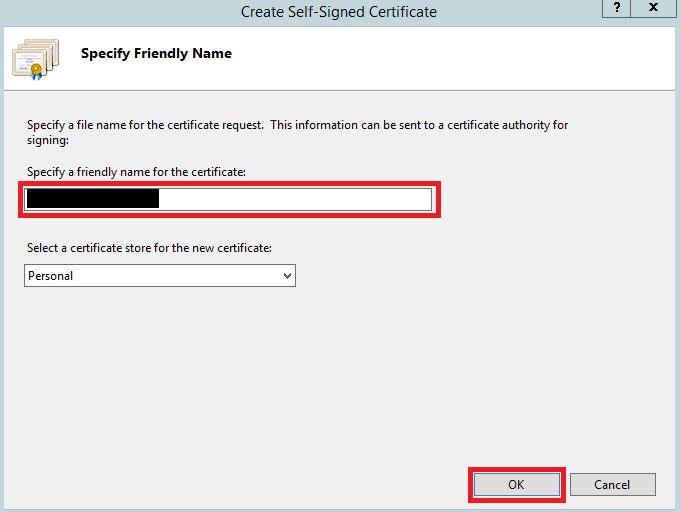 Create Self-Signed Certificate
? x
Specify Friendly Name
Specify a file name for the certificate request.  This information can be sent to a certificate authority for
signing:
Specify a friendly name for the certificate:
Select a certificate store for the new certificate:
Personal
OK Cancel